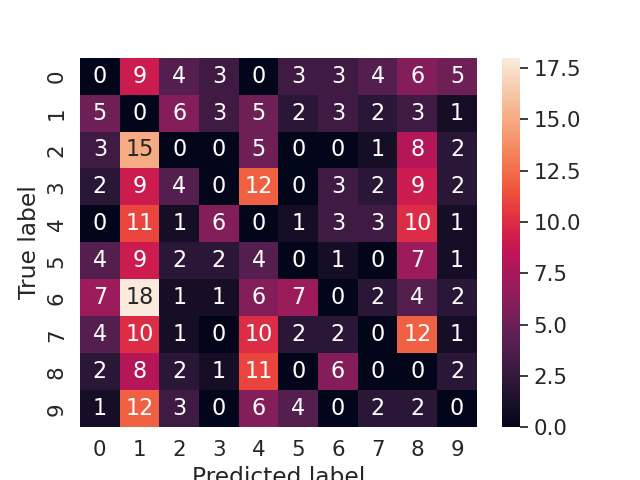 0 0 9 4 3 0 3 3 4 6 5
1 5 0 6 3 5 2 3 2 3 1
2 3 15 0 0 5 0 0 1 8 2
3 2 9 4 0 12 0 3 2 9 2
4 0 11 1 6 0 1 3 3 10 1
5 4 9 2 2 4 0 1 0 7 1
6 7 18 1 1 6 7 0 2 4 2
7 4 10 1 0 10 2 2 0 12 1
8 2 8 2 1 11 0 6 0 0 2
9 1 12 3 0 6 4 0 2 2 0
0 1 2 3 4 5 6 7 8 9
True label
Predicted label
17.5
15.0
12.5
10.0
7.5
5.0
2.5
0.0